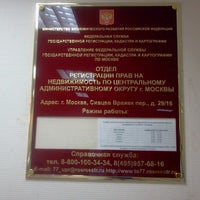 МИНИСТЕРСТВО ЭКОНОМИЧЕСКОГО РАЗВИТИЯ РОССИЙСКОЙ ФЕДЕРАЦИИ
ФЕДЕРАЛЬНАЯ СЛУЖБА
ГОСУДАРСТВЕННОЙ РЕГИСТРАЦИИ, КАДАСТРА И КАРТОГРАФИИ
УПРАВЛЕНИЕ ФЕДЕРАЛЬНОЙ СЛУЖБЫ
ГОСУДАРСТВЕННОЙ РЕГИСТРАЦИИ, КАДАСТРА И КАРТОГРАФИИ
ПО МОСКВЕ
ОТДЕЛ
РЕГИСТРАЦИИ ПРАВ НА
НЕДВИЖИМОСТЬ ПО ЦЕНТРАЛЬНОМУ
АДМИНИСТРАТИВНОМУ ОКРУГУ г. МОСКВЫ
Адрес: г. Москва, Сивцев Вражек пер., д. 29/16
Режим работы:
Справочная служба:
тел. 8-800-100-34-34, 8(495)957-68-16